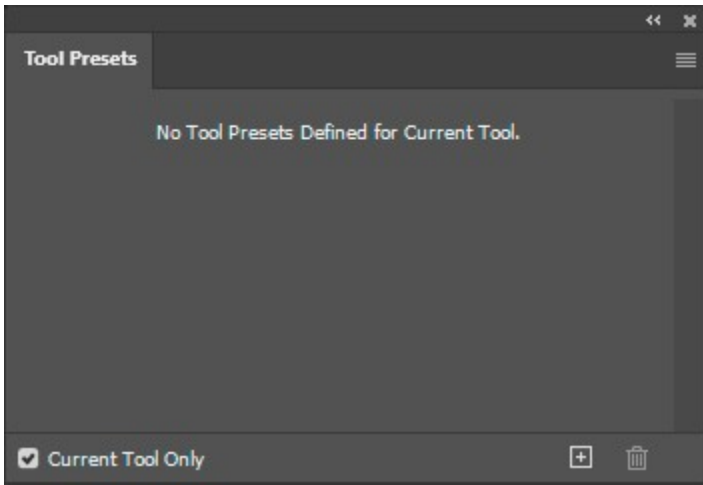 Tool Presets
No Tool Presets Defined for Current Tool.
Current Tool Only